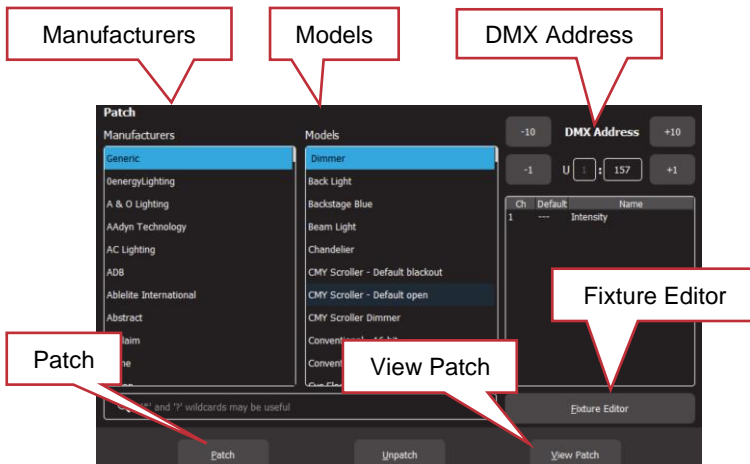 Manufacturers
Models
DMX Address
Patch
Manufacturers
Generic
0energyLighting
A & O Lighting
AAdyn Technology
AC Lighting
ADB
Ablelite International
Abstract
Models
Dimmer
Back Light
Backstage Blue
Beam Light
Chandelier
CMY Scroller - Default blackout
CMY Scroller - Default open
CMY Scroller Dimmer
-10 DMX Address +10
-1 U 1 : 157 +1
Ch Default Name
1 --- Intensity
Fixture Editor
Patch
View Patch
and '?' wildcards may be useful
Fixture Editor
Patch
Unpatch
View Patch